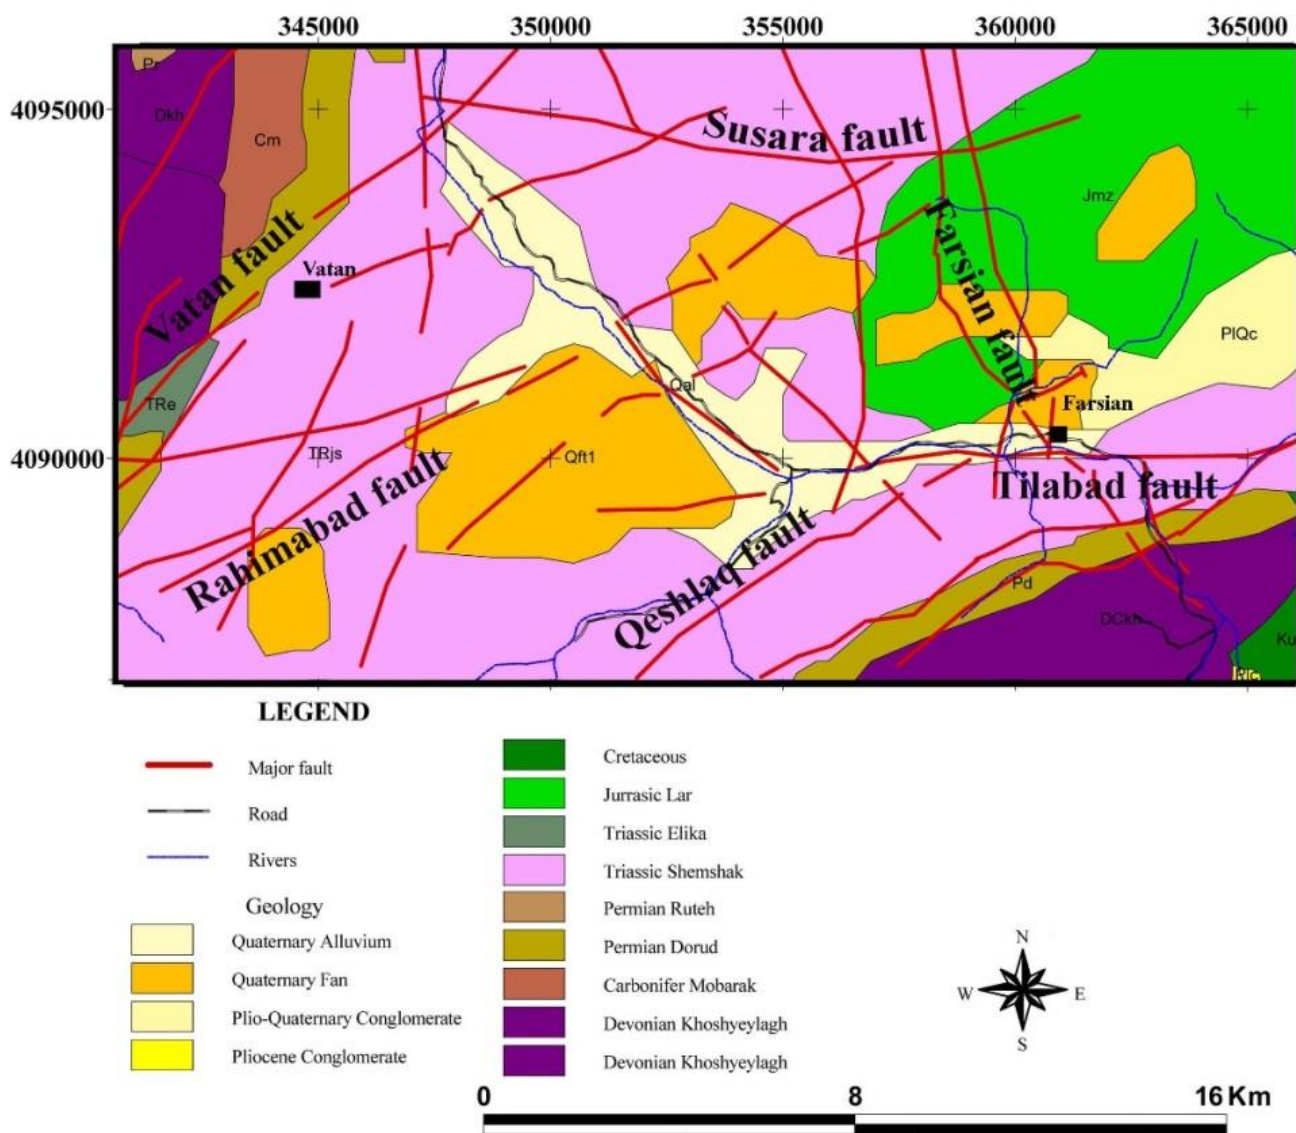 345000 350000 355000 360000 365000
4095000
4090000
Pr
Dkh
Cm
Susara fault
Jmz
Farsian fault
Vatan fault
Vatan
PlQc
Qal
TRe
Farsian
TRjs
Qft1
Rahimabad fault
Tilabad fault
Qeshlaq fault
Pd
DCkh
Ku
LEGEND
Major fault
Road
Rivers
Geology
Quaternary Alluvium
Quaternary Fan
Plio-Quaternary Conglomerate
Pliocene Conglomerate
Cretaceous
Jurrasic Lar
Triassic Elika
Triassic Shemshak
Permian Ruteh
Permian Dorud
Carbonifer Mobarak
Devonian Khoshyeylagh
Devonian Khoshyeylagh
N
W E
S
0 8 16 Km